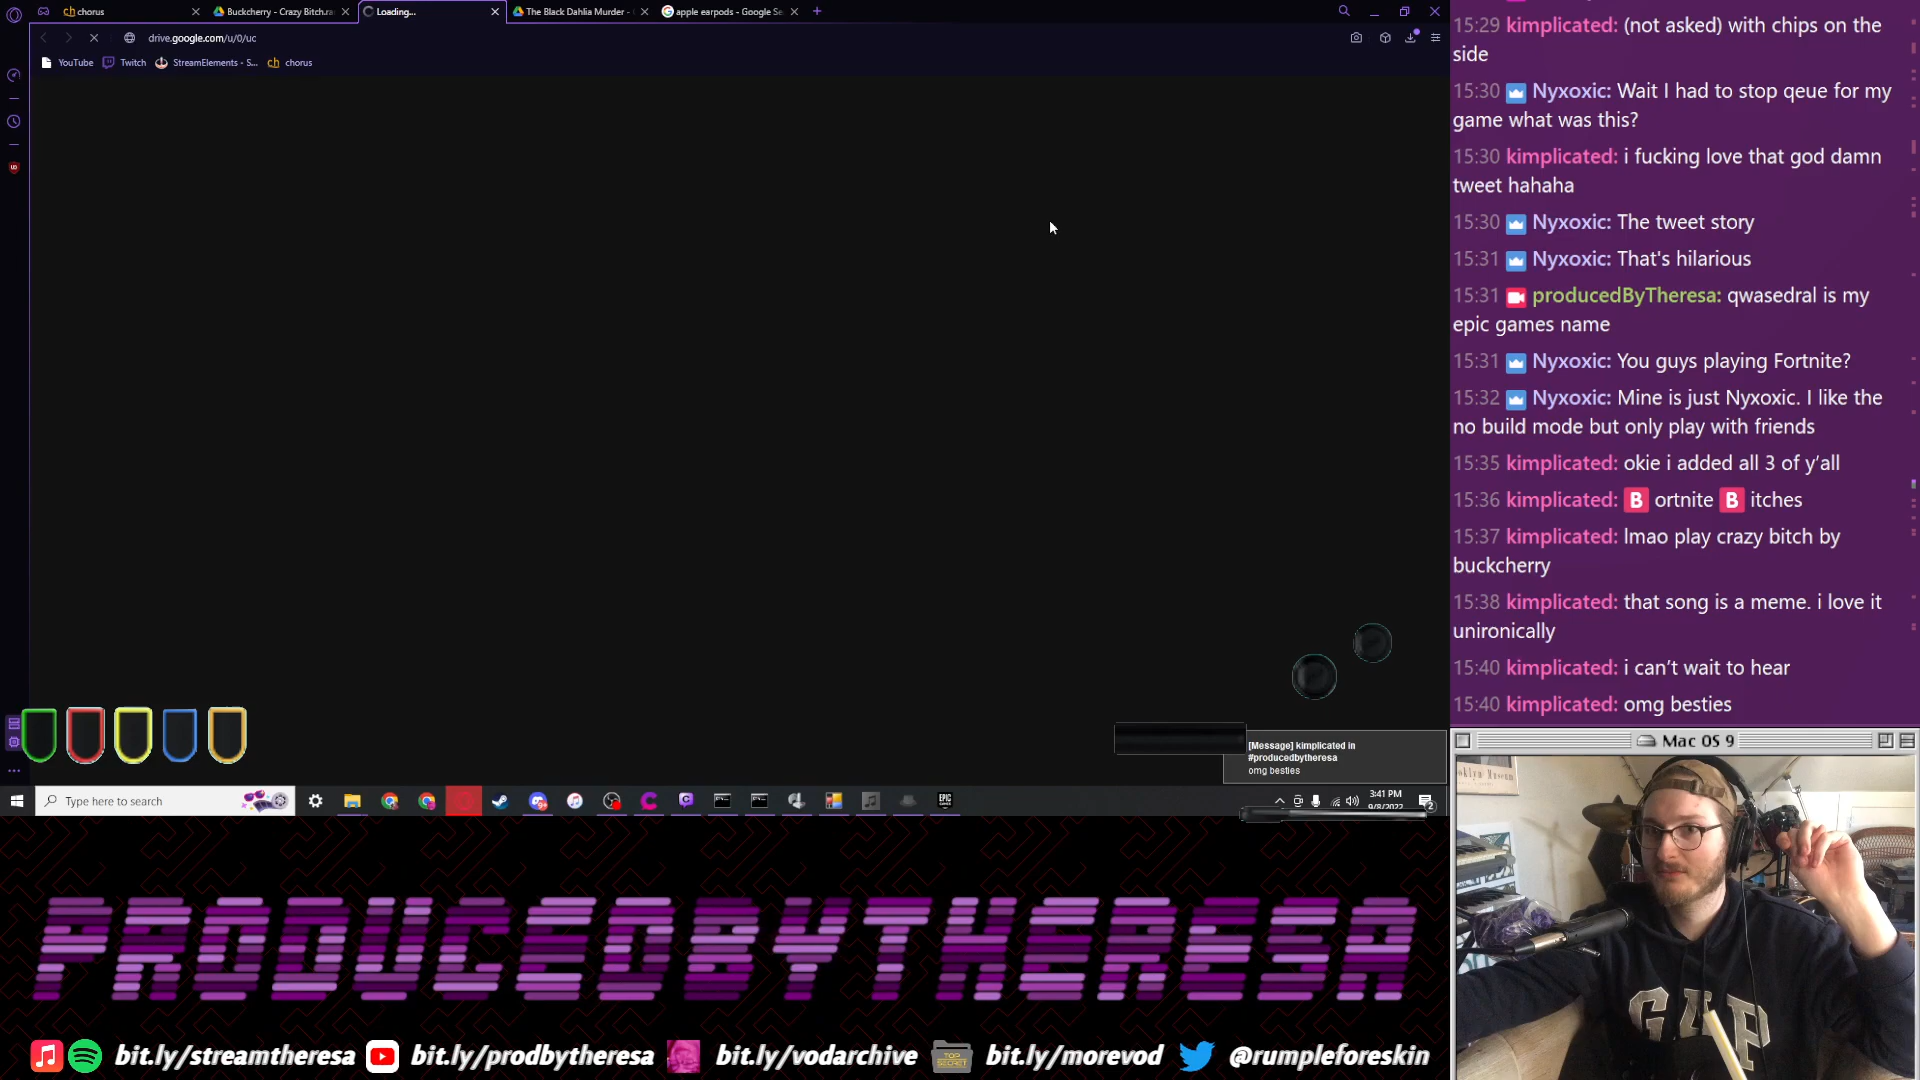 chorus
Buckcherry - Crazy Bitch.ra
Loading...
The Black Dahlia Murder -
apple earpods - Google Se
drive.google.com/u/0/uc
YouTube
Twitch
StreamElements - S...
chorus
15:29 kimplicated: (not asked) with chips on the
side
15:30 Nyxoxic: Wait I had to stop qeue for my
game what was this?
15:30 kimplicated: i fucking love that god damn
tweet hahaha
15:30 Nyxoxic: The tweet story
15:31 Nyxoxic: That's hilarious
15:31 producedByTheresa: qwasedral is my
epic games name
15:31 Nyxoxic: You guys playing Fortnite?
15:32 Nyxoxic: Mine is just Nyxoxic. I like the
no build mode but only play with friends
15:35 kimplicated: okie i added all 3 of y’all
15:36 kimplicated: B ortnite B itches
15:37 kimplicated: lmao play crazy bitch by
buckcherry
15:38 kimplicated: that song is a meme. i love it
unironically
15:40 kimplicated: i can’t wait to hear
15:40 kimplicated: omg besties
[Message] kimplicated in
#producedbytheresa
omg besties
Type here to search
EPIC
3:41 PM
9/8/2022
2
Mac OS 9
GAP
PRODUCEDBYTHERESA
bit.ly/streamtheresa
bit.ly/prodbytheresa
bit.ly/vodarchive
TOP
SECRET
bit.ly/morevod
@rumpleforeskin